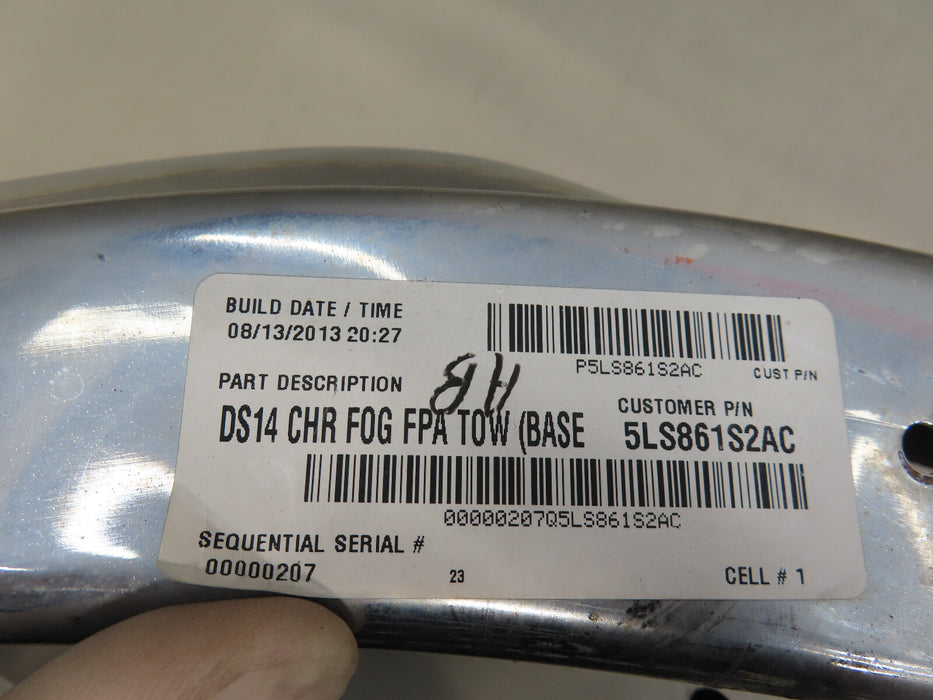 BUILD DATE / TIME
08/13/2013 20:27
P5LS861S2AC
CUST P/N
PART DESCRIPTION
DS14 CHR FOG FPA TOW (BASE
CUSTOMER P/N
5LS861S2AC
00000207Q5LS861S2AC
SEQUENTIAL SERIAL #
00000207
23
CELL # 1